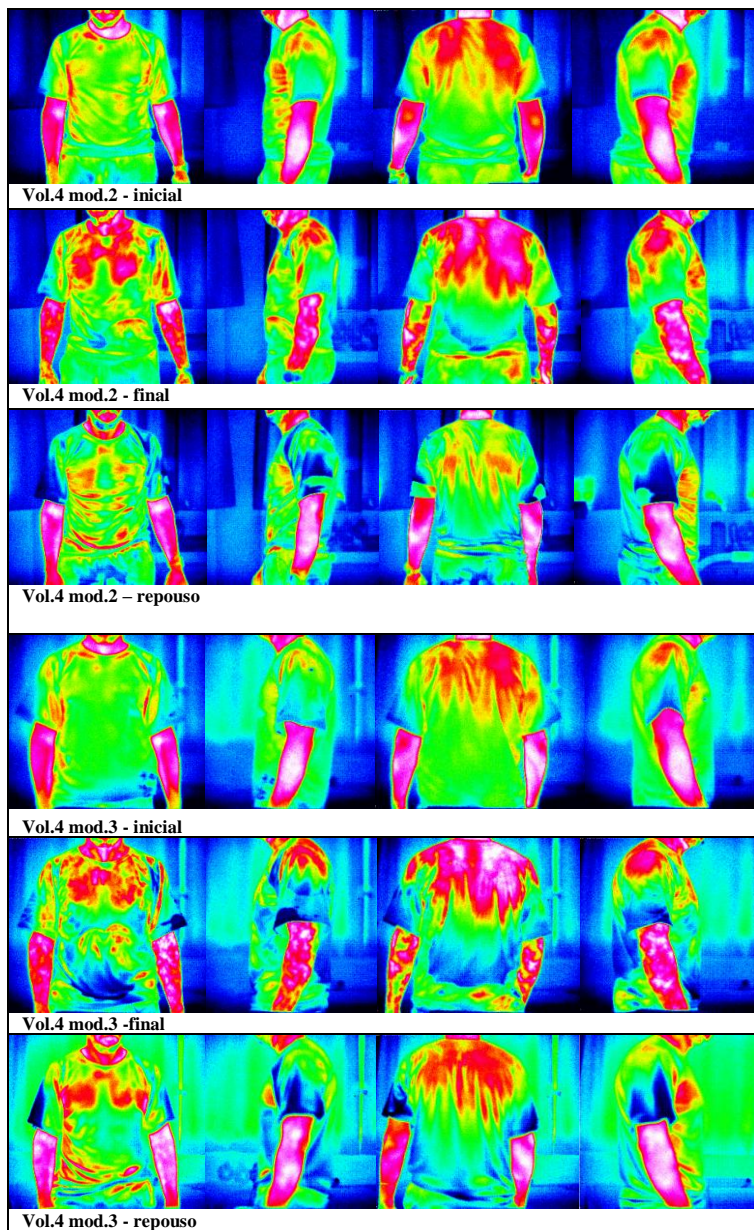 Vol.4 mod.2 - inicial
Vol.4 mod.2 - final
Vol.4 mod.2 – repouso
Vol.4 mod.3 - inicial
Vol.4 mod.3 -final
Vol.4 mod.3 - repouso